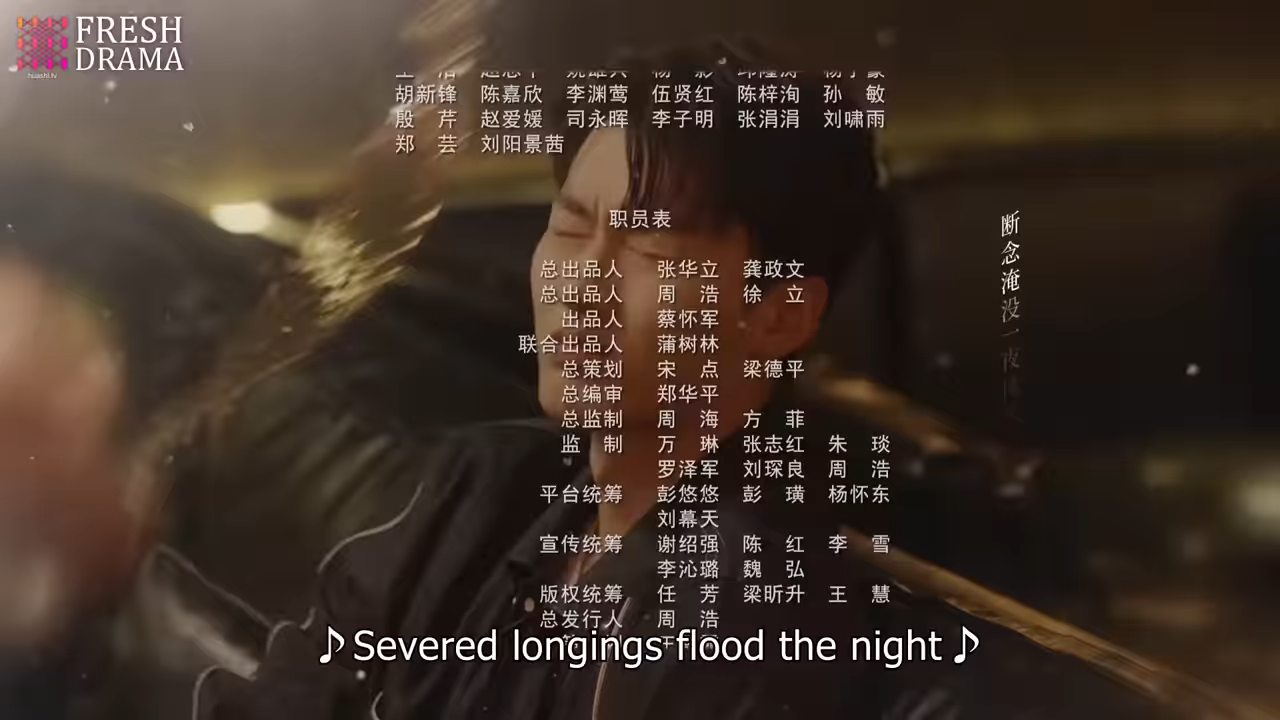 FRESH
DRAMA
huashi.tv
胡新锋 陈嘉欣 李渊莺 伍贤红 陈梓洵 孙 敏
殷 芹 赵爱媛 司永晖 李子明 张涓涓 刘啸雨
郑 芸 刘阳景茜
职员表
总出品人 张华立 龚政文
总出品人 周 浩 徐 立
出品人 蔡怀军
联合出品人 蒲树林
总策划 宋 点 梁德平
总编审 郑华平
总监制 周 海 方 菲
监 制 万 琳 张志红 朱 琰
罗泽军 刘琛良 周 浩
平台统筹 彭悠悠 彭 璜 杨怀东
刘幕天
宣传统筹 谢绍强 陈 红 李 雪
李沁璐 魏 弘
版权统筹 任 芳 梁昕升 王 慧
总发行人 周 浩
断念淹没一夜
♪Severed longings flood the night♪